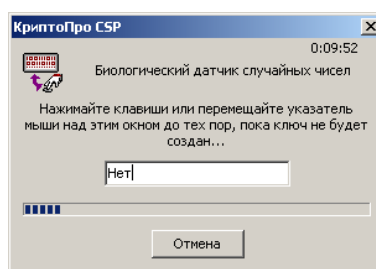 КриптоПро CSP
0:09:52
Биологический датчик случайных чисел
Нажимайте клавиши или перемещайте указатель
мыши над этим окном до тех пор, пока ключ не будет
создан...
Нет
Отмена